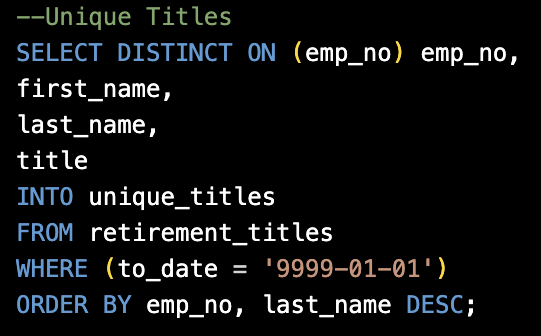 --Unique Titles
SELECT DISTINCT ON (emp_no) emp_no,
first_name,
last_name,
title
INTO unique_titles
FROM retirement_titles
WHERE (to_date = '9999-01-01')
ORDER BY emp_no, last_name DESC;